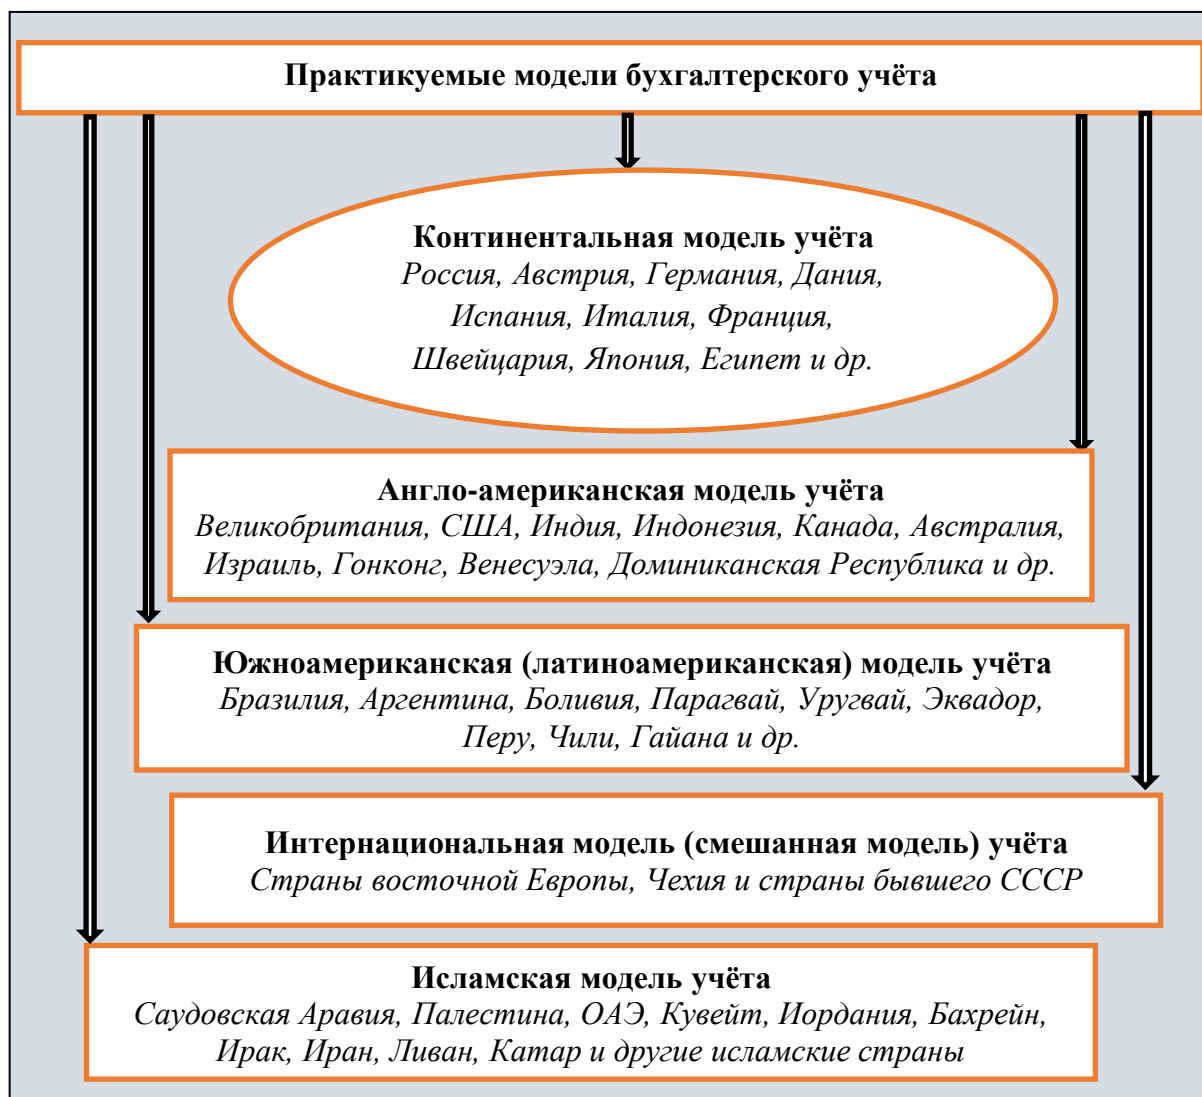 Практикуемые модели бухгалтерского учёта
Континентальная модель учёта
Россия, Австрия, Германия, Дания,
Испания, Италия, Франция,
Швейцария, Япония, Египет и др.
Англо-американская модель учёта
Великобритания, США, Индия, Индонезия, Канада, Австралия,
Израиль, Гонконг, Венесуэла, Доминиканская Республика и др.
Южноамериканская (латиноамериканская) модель учёта
Бразилия, Аргентина, Боливия, Парагвай, Уругвай, Эквадор,
Перу, Чили, Гайана и др.
Интернациональная модель (смешанная модель) учёта
Страны восточной Европы, Чехия и страны бывшего СССР
Исламская модель учёта
Саудовская Аравия, Палестина, ОАЭ, Кувейт, Иордания, Бахрейн,
Ирак, Иран, Ливан, Катар и другие исламские страны